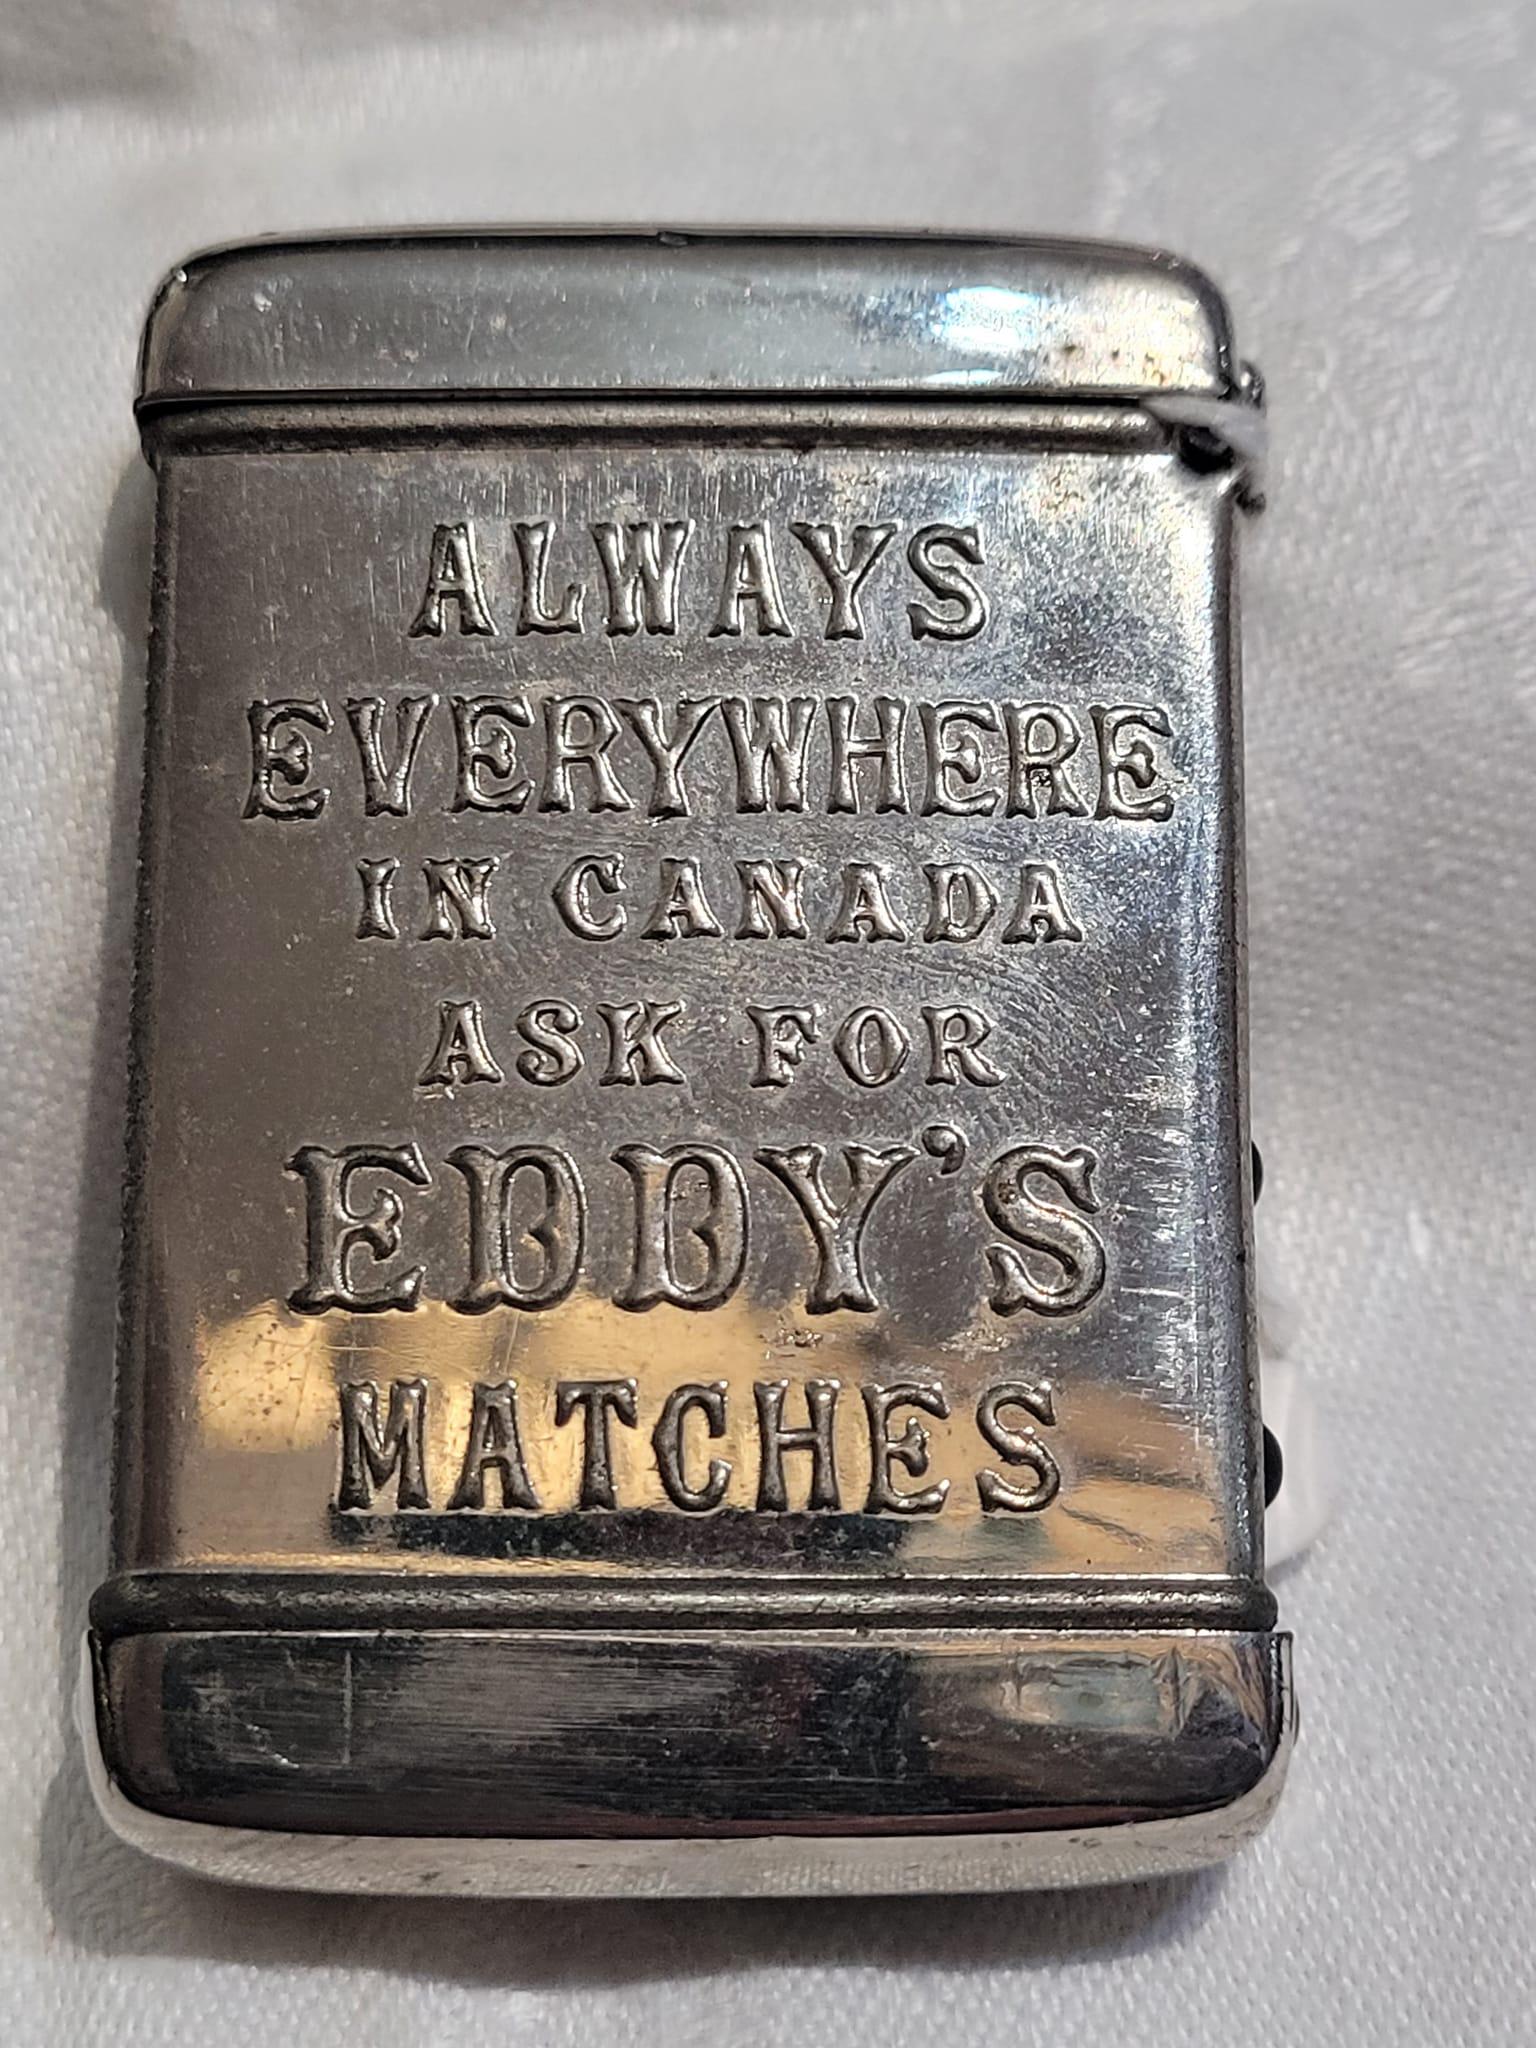 ALWAYS
EVERYWHERE
IN CANADA
ASK FOR
EDDY'S
MATCHES